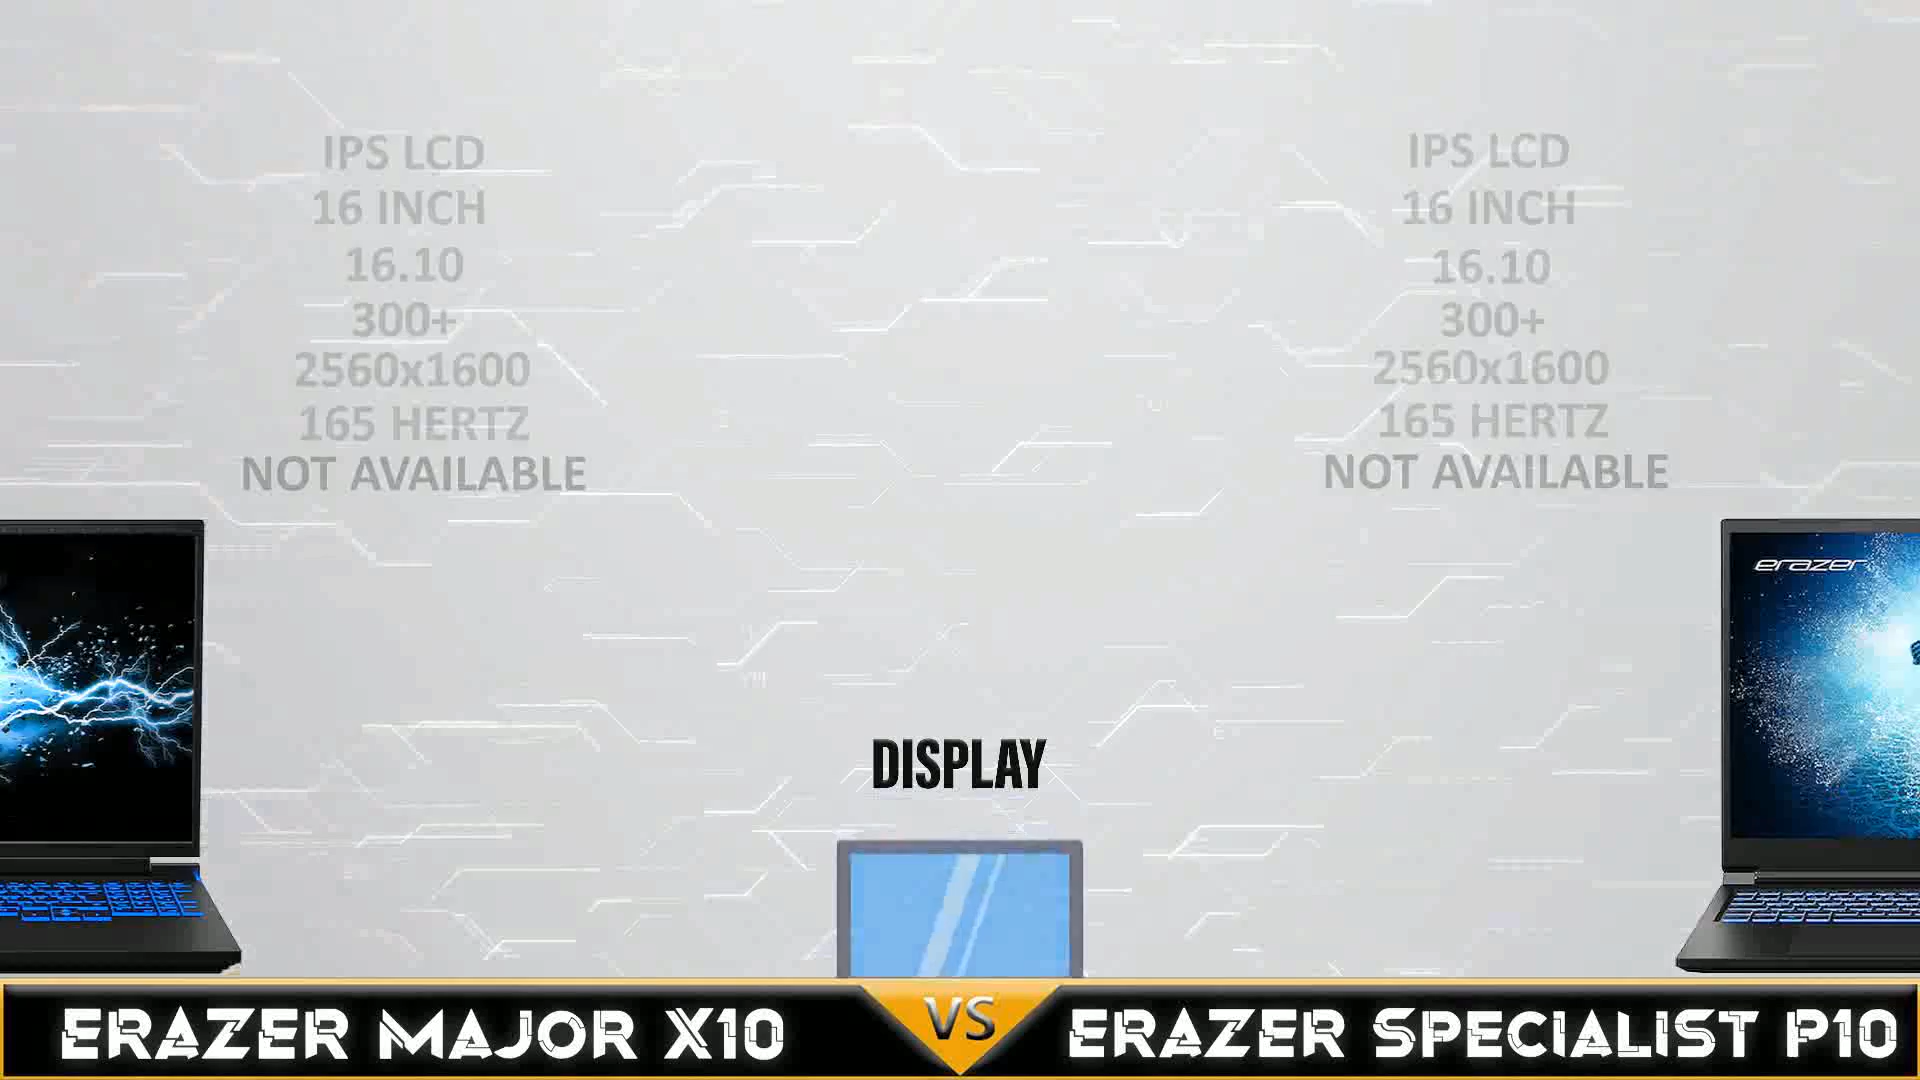 IPS LCD
16 INCH
16.10
300+
2560x1600
165 HERTZ
NOT AVAILABLE
IPS LCD
16 INCH
16.10
300+
2560x1600
165 HERTZ
NOT AVAILABLE
erazer
DISPLAY
ERAZER MAJOR X10
VS
ERAZER SPECIALIST P10